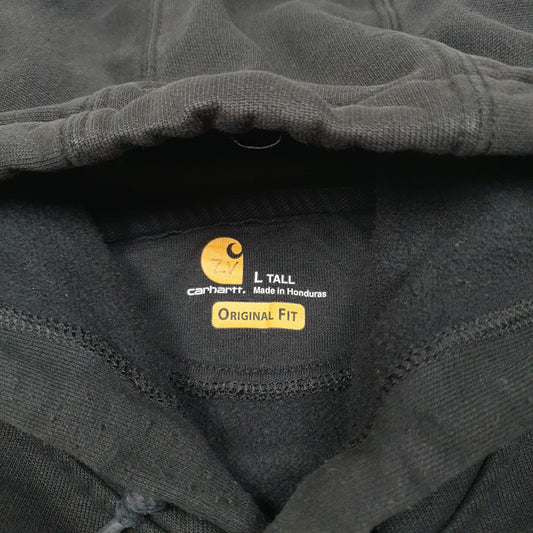 Z.V
L TALL
carhartt. Made in Honduras
ORIGINAL FIT